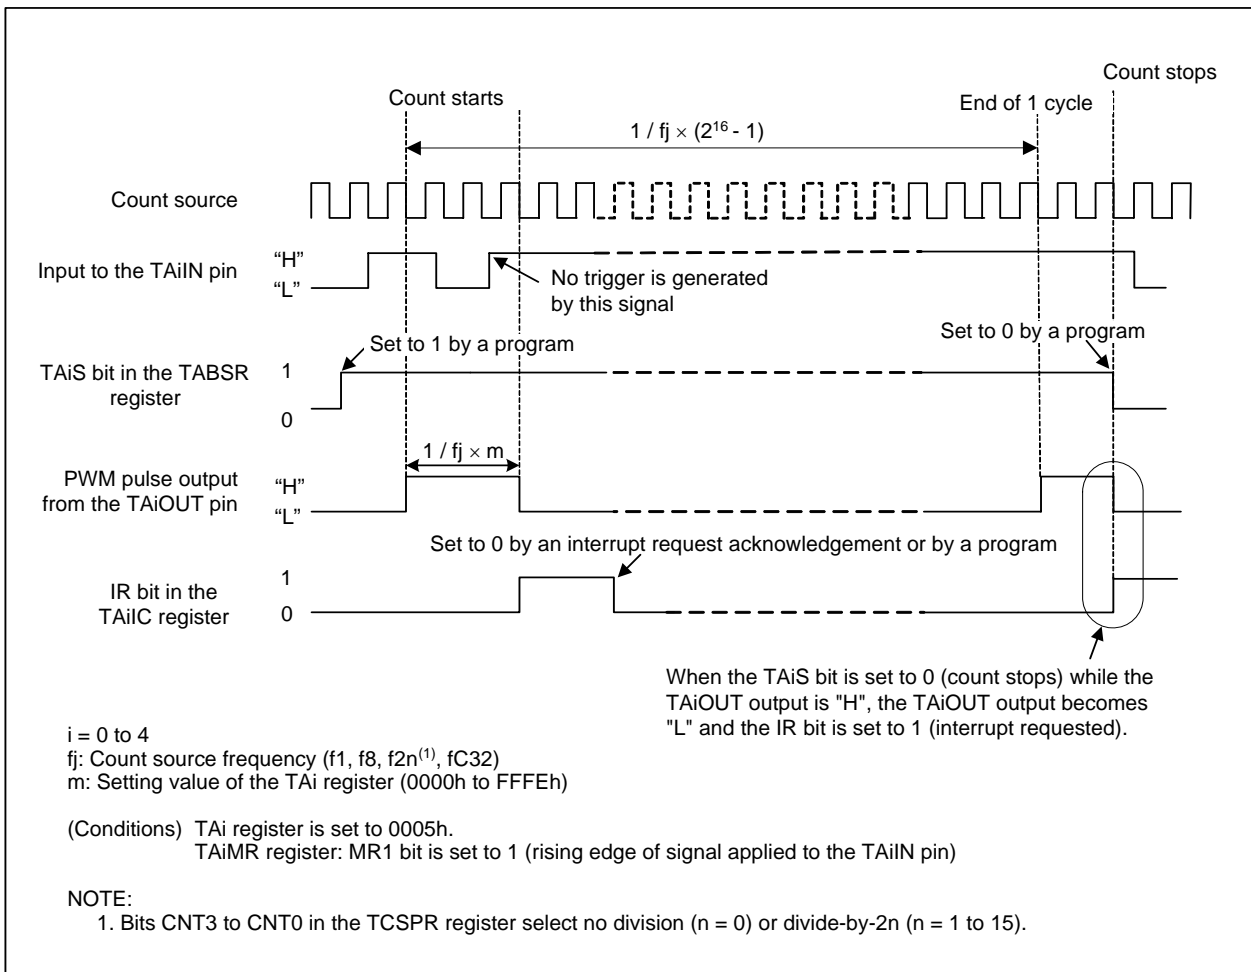 Count stops
Count starts
End of 1 cycle
1 / fj × (2¹⁶ - 1)
Count source
Input to the TAiIN pin
“H”
“L”
No trigger is generated
by this signal
Set to 1 by a program
Set to 0 by a program
TAiS bit in the TABSR
register
1
0
1 / fj × m
PWM pulse output
from the TAiOUT pin
“H”
“L”
Set to 0 by an interrupt request acknowledgement or by a program
IR bit in the
TAiIC register
1
0
When the TAiS bit is set to 0 (count stops) while the
TAiOUT output is "H", the TAiOUT output becomes
"L" and the IR bit is set to 1 (interrupt requested).
i = 0 to 4
fj: Count source frequency (f1, f8, f2n⁽¹⁾, fC32)
m: Setting value of the TAi register (0000h to FFFEh)
(Conditions) TAi register is set to 0005h.
TAiMR register: MR1 bit is set to 1 (rising edge of signal applied to the TAiIN pin)
NOTE:
1. Bits CNT3 to CNT0 in the TCSPR register select no division (n = 0) or divide-by-2n (n = 1 to 15).